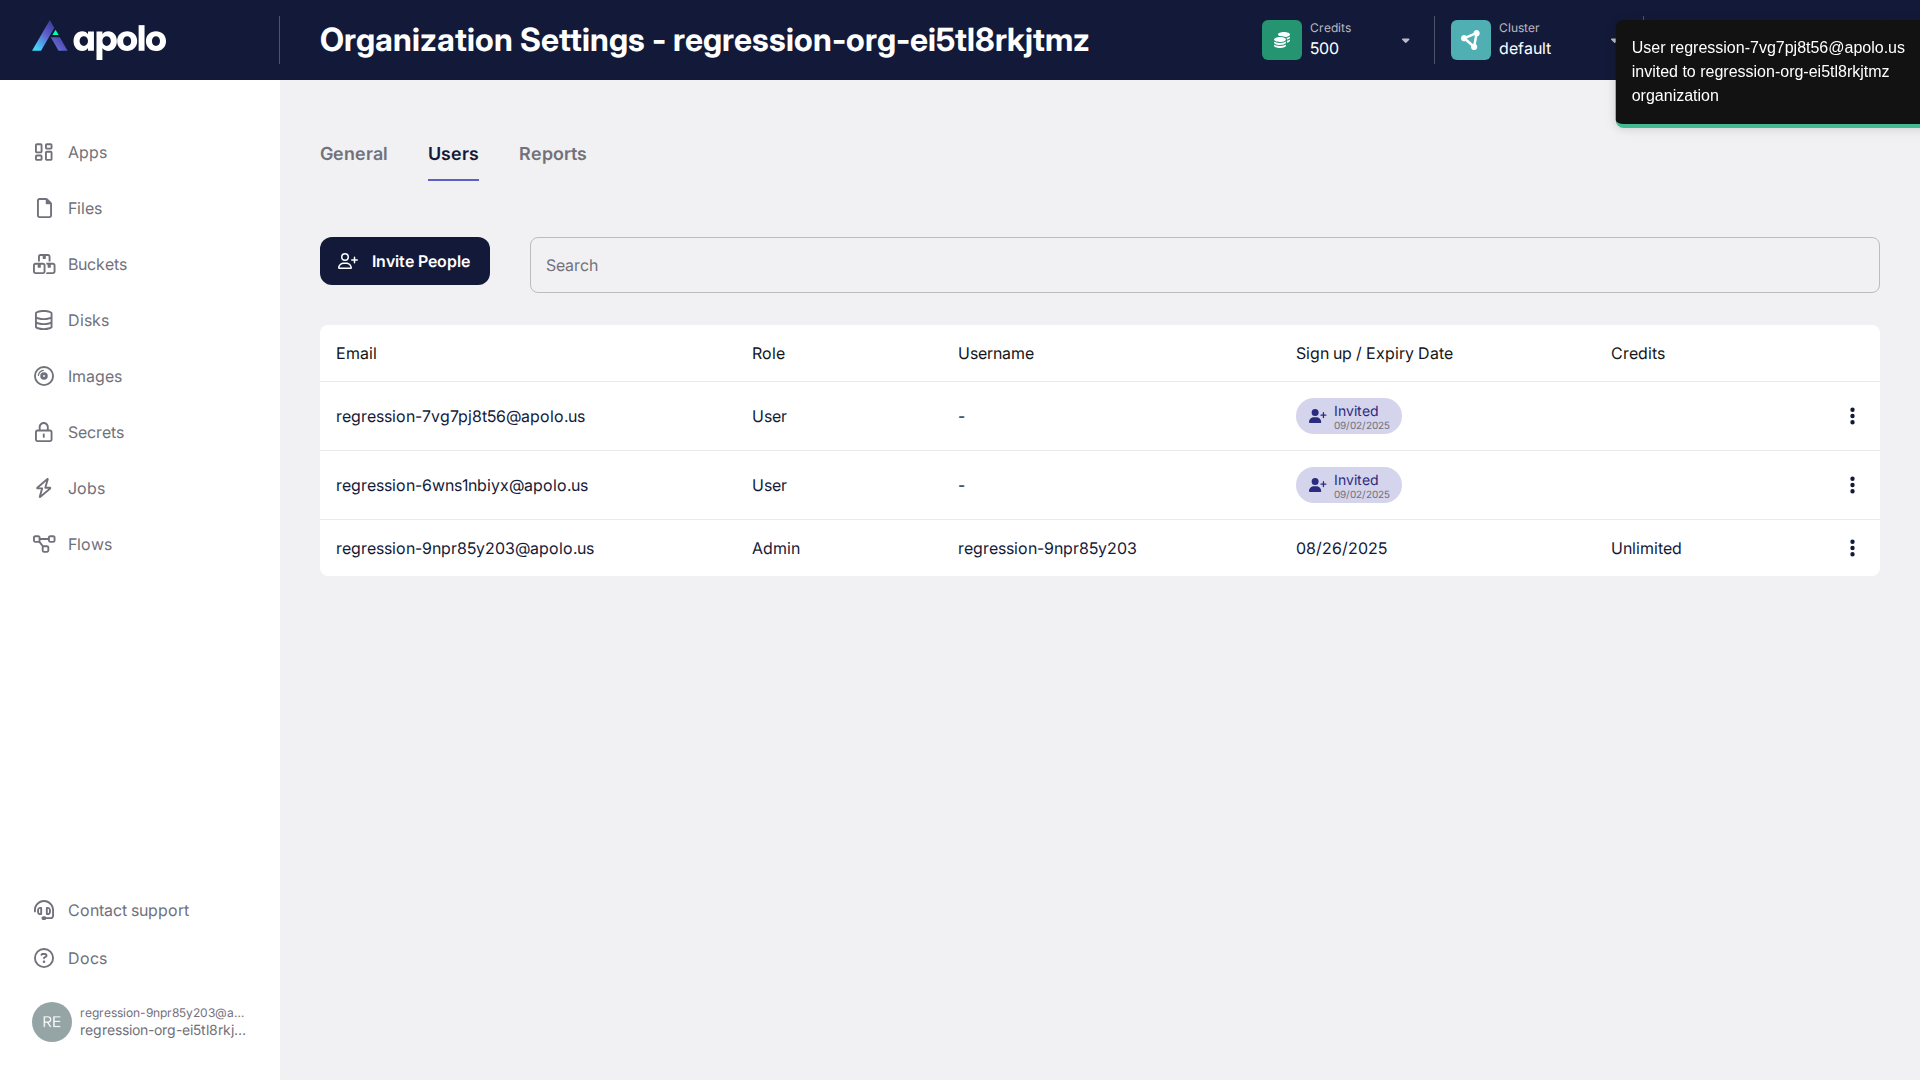 apolo
Organization Settings - regression-org-ei5tl8rkjtmz
Credits
500
Cluster
default
User regression-7vg7pj8t56@apolo.us
invited to regression-org-ei5tl8rkjtmz
organization
Apps
Files
Buckets
Disks
Images
Secrets
Jobs
Flows
General Users Reports
Invite People
Search
Email Role Username Sign up / Expiry Date Credits
regression-7vg7pj8t56@apolo.us User - Invited
09/02/2025
regression-6wns1nbiyx@apolo.us User - Invited
09/02/2025
regression-9npr85y203@apolo.us Admin regression-9npr85y203 08/26/2025 Unlimited
Contact support
Docs
RE
regression-9npr85y203@a...
regression-org-ei5tl8rkj...